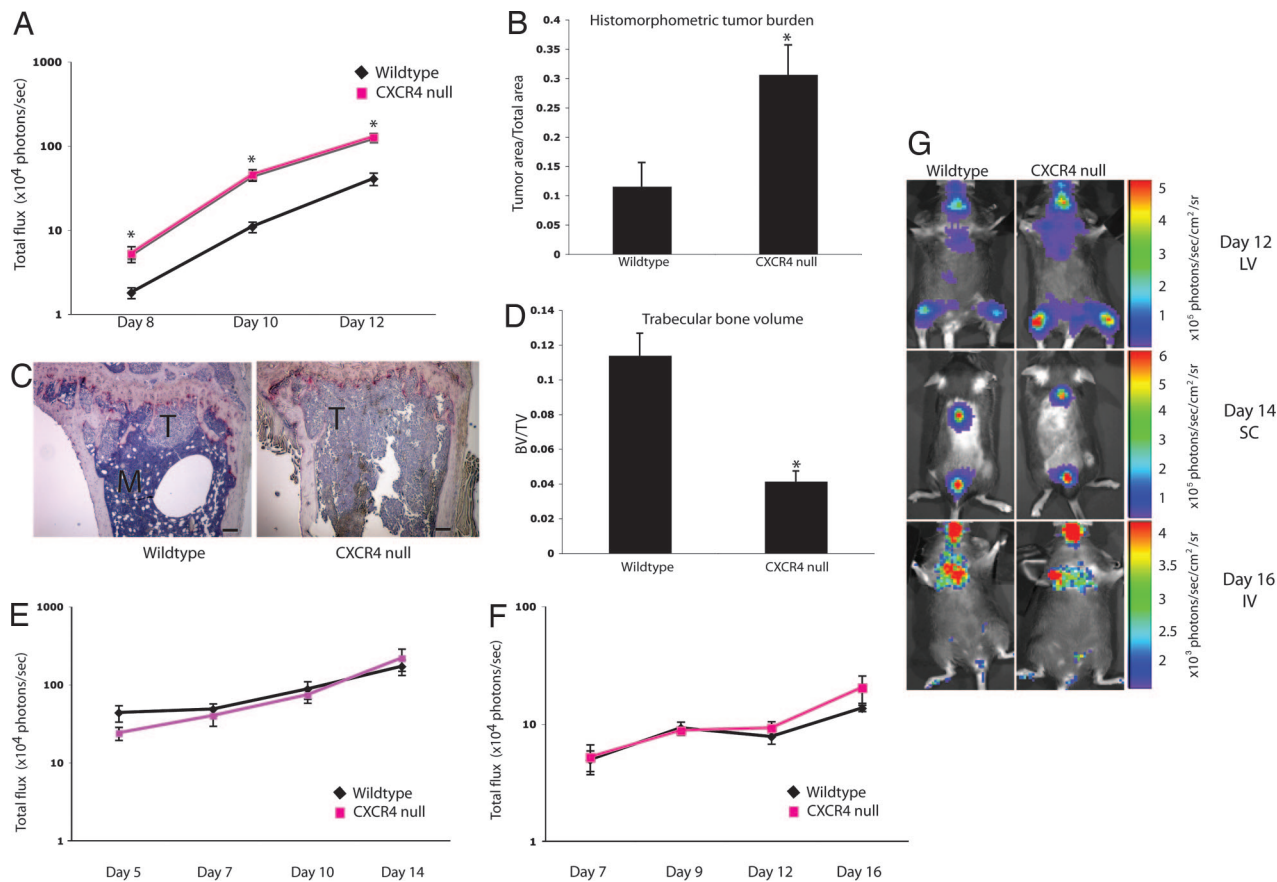 A
Total flux (x10⁴ photons/sec)
1000
100
10
1
Wildtype
CXCR4 null
*
*
*
Day 8
Day 10
Day 12
B
Histomorphometric tumor burden
Tumor area/Total area
0.4
0.35
0.3
0.25
0.2
0.15
0.1
0.05
0
*
Wildtype
CXCR4 null
C
T
M
T
Wildtype
CXCR4 null
D
Trabecular bone volume
BV/TV
0.14
0.12
0.1
0.08
0.06
0.04
0.02
0
*
Wildtype
CXCR4 null
E
Total flux (x10⁴ photons/sec)
1000
100
10
1
Wildtype
CXCR4 null
Day 5
Day 7
Day 10
Day 14
F
Total flux (x10⁴ photons/sec)
100
10
1
Wildtype
CXCR4 null
Day 7
Day 9
Day 12
Day 16
G
Wildtype
CXCR4 null
5
4
3
2
1
x10⁵ photons/sec/cm²/sr
Day 12
LV
6
5
4
3
2
1
x10⁵ photons/sec/cm²/sr
Day 14
SC
4
3.5
3
2.5
2
x10³ photons/sec/cm²/sr
Day 16
IV